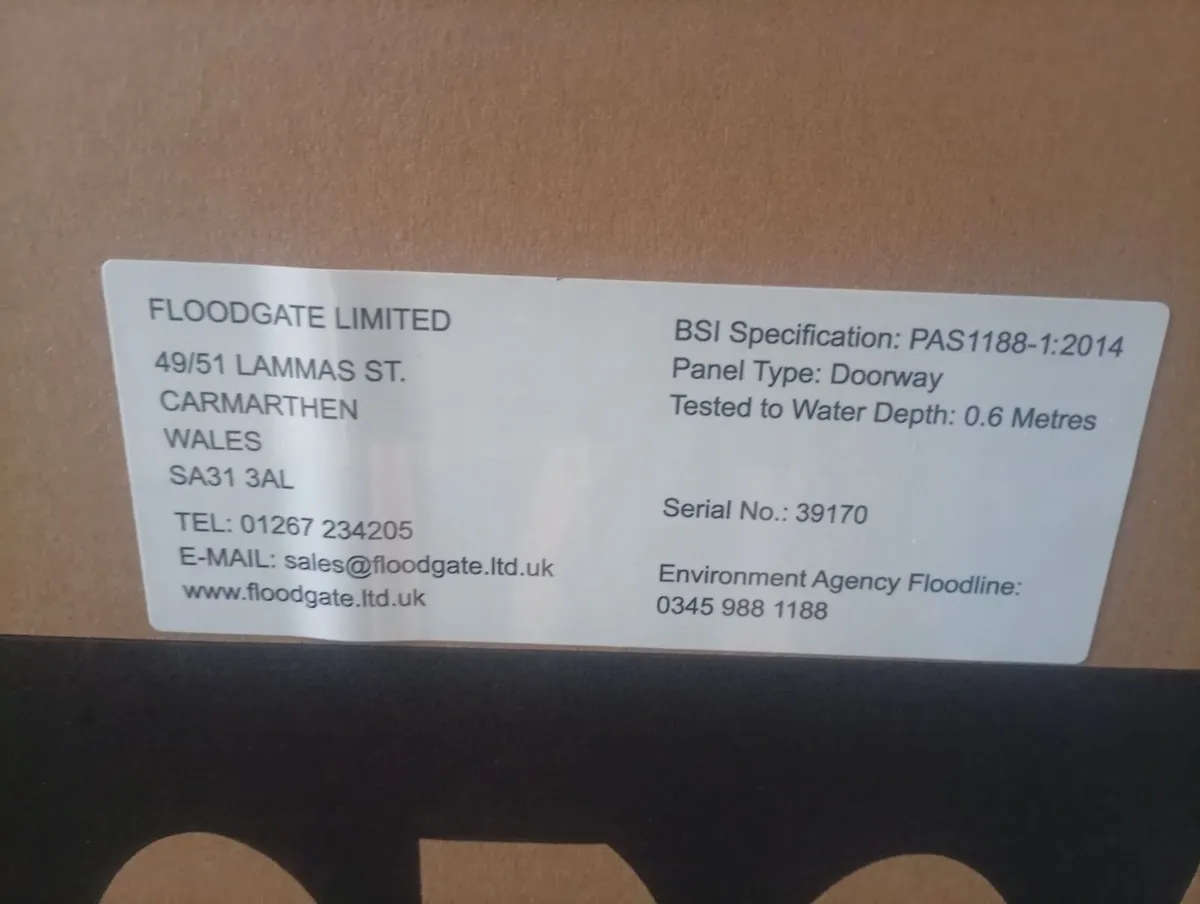 FLOODGATE LIMITED
49/51 LAMMAS ST.
CARMARTHEN
WALES
SA31 3AL
TEL: 01267 234205
E-MAIL: sales@floodgate.ltd.uk
www.floodgate.ltd.uk
BSI Specification: PAS1188-1:2014
Panel Type: Doorway
Tested to Water Depth: 0.6 Metres
Serial No.: 39170
Environment Agency Floodline:
0345 988 1188